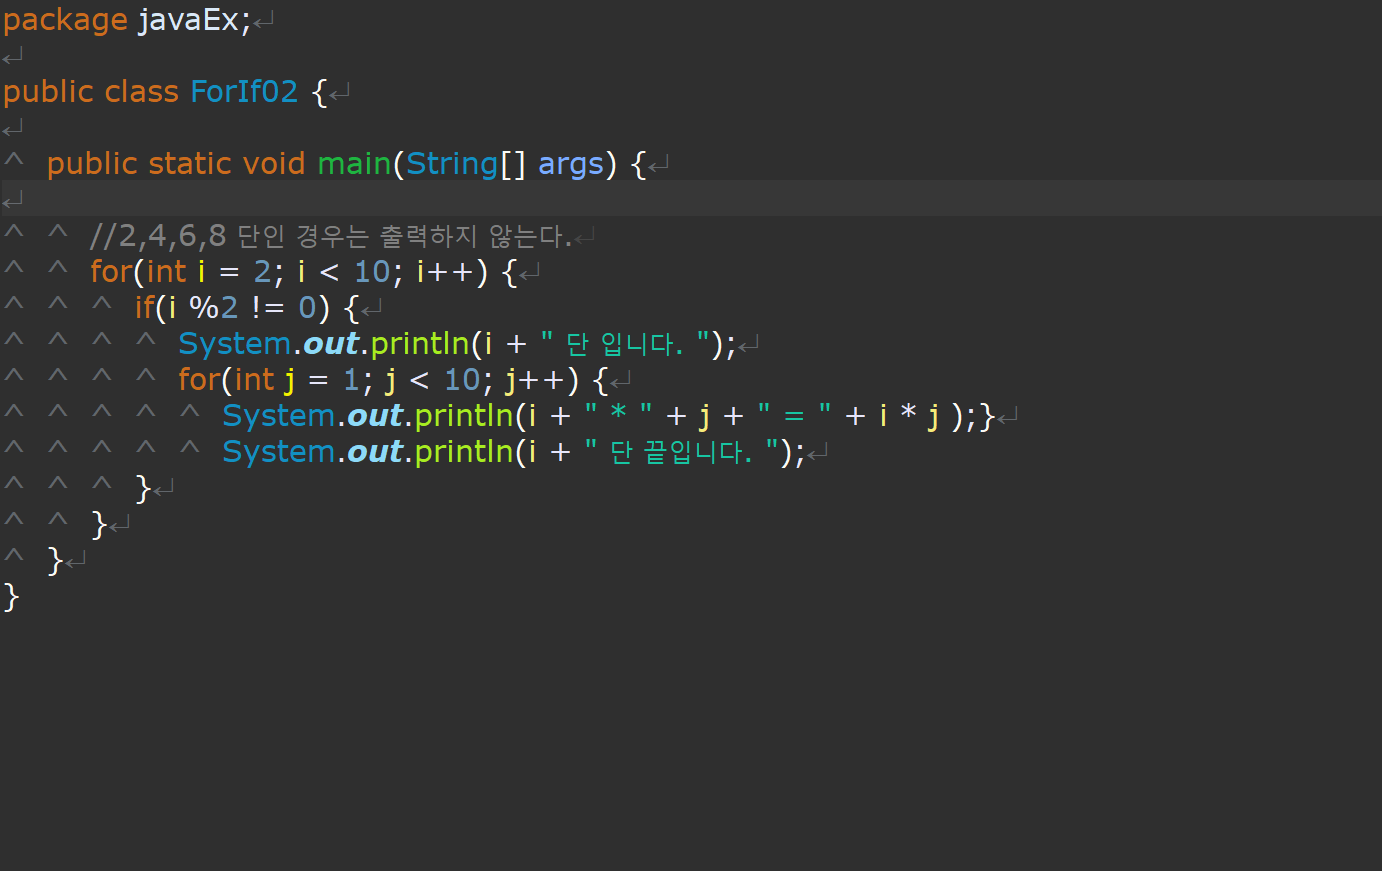 package javaEx;
public class ForIf02 {
public static void main(String[] args) {
//2,4,6,8 단인 경우는 출력하지 않는다.
for(int i = 2; i < 10; i++) {
if(i %2 != 0) {
System.out.println(i + " 단 입니다. ");
for(int j = 1; j < 10; j++) {
System.out.println(i + " * " + j + " = " + i * j );}
System.out.println(i + " 단 끝입니다. ");
}
}
}
}